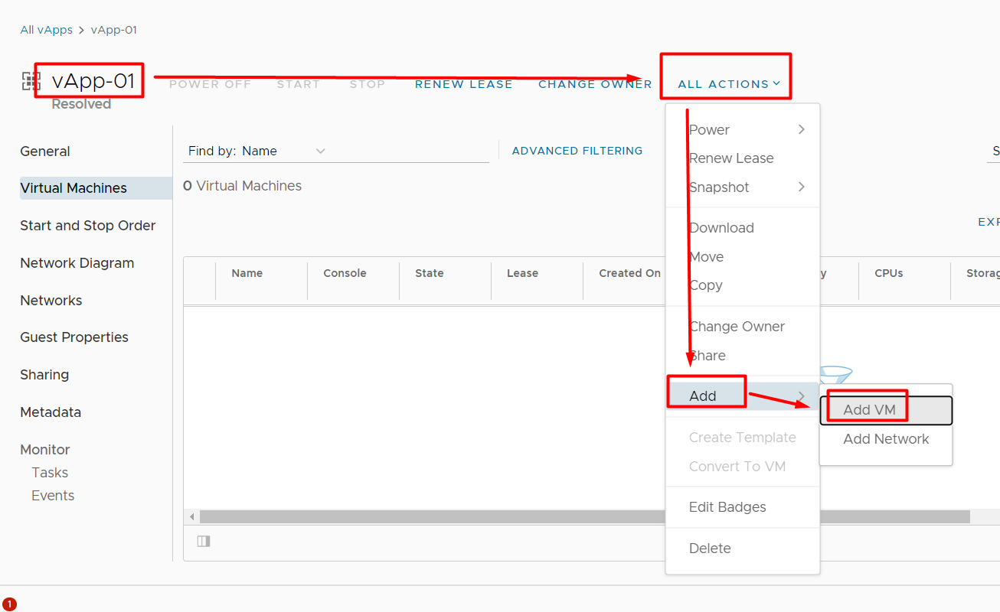 All vApps > vApp-01
vApp-01
POWER OFF START STOP RENEW LEASE CHANGE OWNER ALL ACTIONS
Resolved
General
Virtual Machines
Start and Stop Order
Network Diagram
Networks
Guest Properties
Sharing
Metadata
Monitor
Tasks
Events
Find by: Name
ADVANCED FILTERING
0 Virtual Machines
Name Console State Lease Created On CPUs
Power
Renew Lease
Snapshot
Download
Move
Copy
Change Owner
Share
Add
Create Template
Convert To VM
Edit Badges
Delete
Add VM
Add Network
1